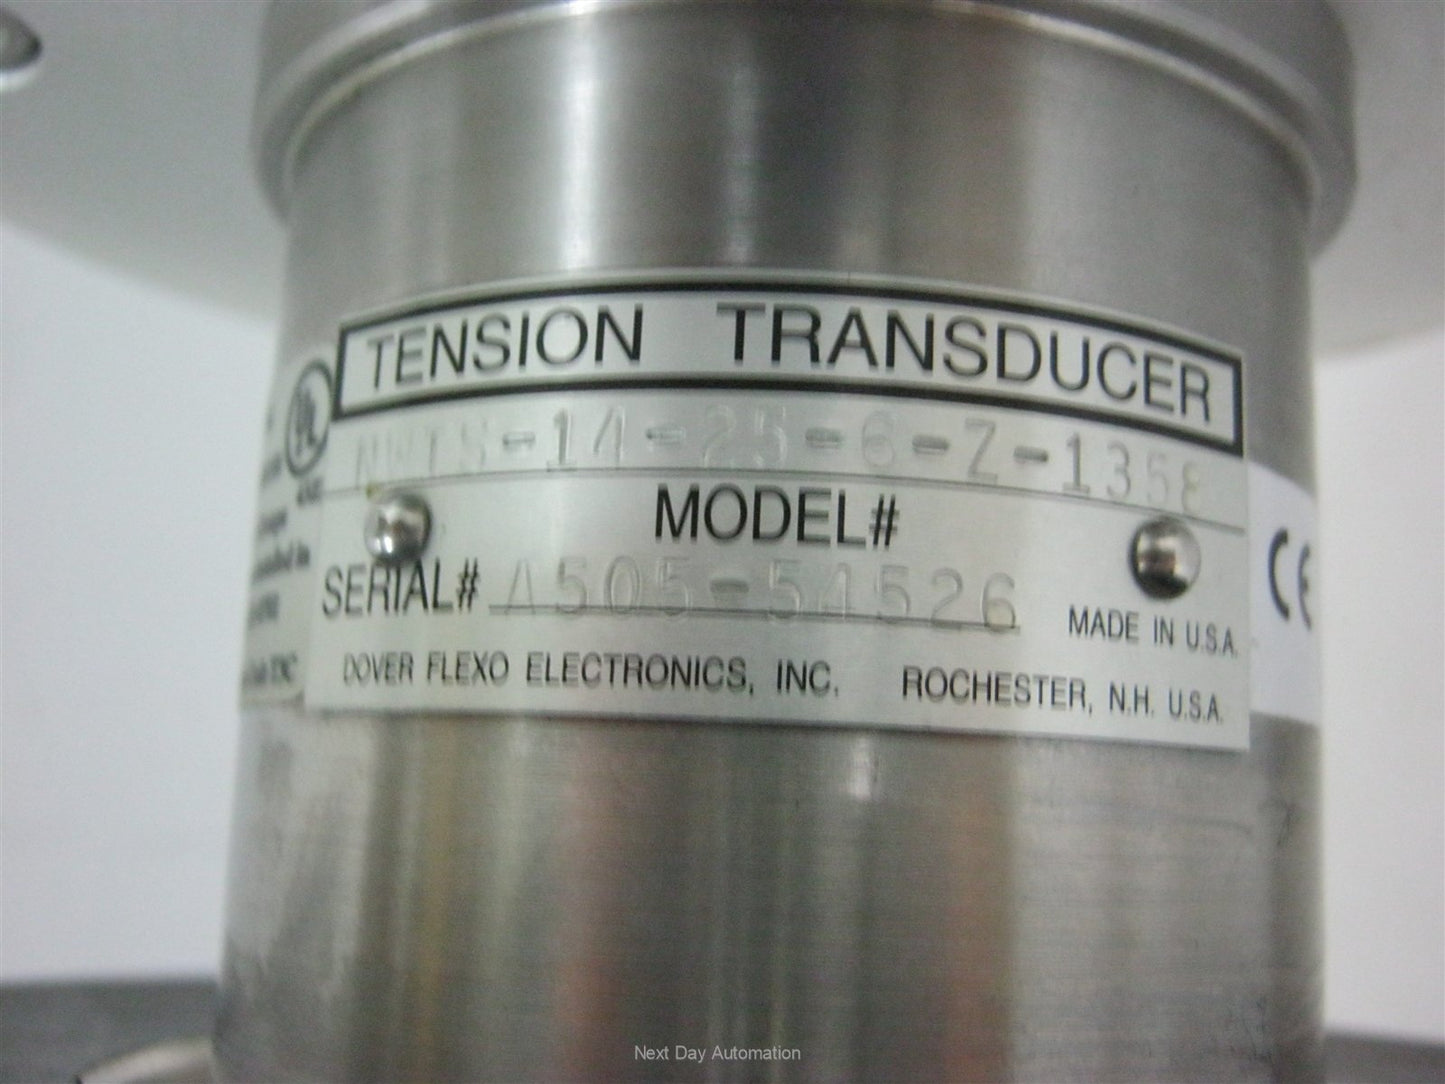 TENSION TRANSDUCER
NWTS-14-25-6-Z-1358
MODEL#
SERIAL# A505-54526
MADE IN U.S.A.
DOVER FLEXO ELECTRONICS, INC. ROCHESTER, N.H. U.S.A.
UL
CE
Next Day Automation